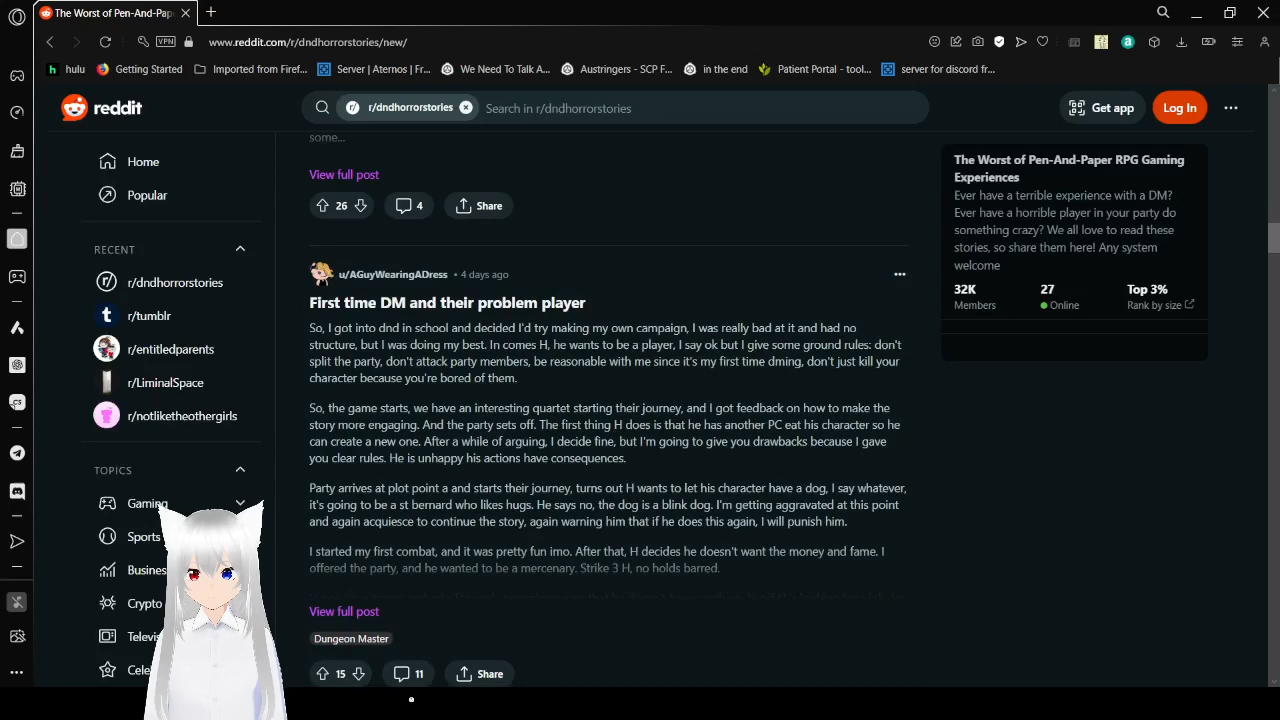 The Worst of Pen-And-Pap
www.reddit.com/r/dndhorrorstories/new/
VPN
hulu
Getting Started
Imported from Firef...
Server | Aternos | Fr...
We Need To Talk A...
Austringers - SCP F...
in the end
Patient Portal - tool...
server for discord fr...
reddit
r/dndhorrorstories
Search in r/dndhorrorstories
Get app
Log In
Home
Popular
RECENT
r/dndhorrorstories
r/tumblr
r/entitledparents
r/LiminalSpace
r/notliketheothergirls
TOPICS
Gaming
Sports
Busines
Crypto
Televis
Cele
some...
View full post
26
4
Share
u/AGuyWearingADress • 4 days ago
First time DM and their problem player
So, I got into dnd in school and decided I'd try making my own campaign, I was really bad at it and had no
structure, but I was doing my best. In comes H, he wants to be a player, I say ok but I give some ground rules: don't
split the party, don't attack party members, be reasonable with me since it's my first time dming, don't just kill your
character because you're bored of them.
So, the game starts, we have an interesting quartet starting their journey, and I got feedback on how to make the
story more engaging. And the party sets off. The first thing H does is that he has another PC eat his character so he
can create a new one. After a while of arguing, I decide fine, but I'm going to give you drawbacks because I gave
you clear rules. He is unhappy his actions have consequences.
Party arrives at plot point a and starts their journey, turns out H wants to let his character have a dog, I say whatever,
it's going to be a st bernard who likes hugs. He says no, the dog is a blink dog. I'm getting aggravated at this point
and again acquiesce to continue the story, again warning him that if he does this again, I will punish him.
I started my first combat, and it was pretty fun imo. After that, H decides he doesn't want the money and fame. I
offered the party, and he wanted to be a mercenary. Strike 3 H, no holds barred.
View full post
Dungeon Master
15
11
Share
The Worst of Pen-And-Paper RPG Gaming
Experiences
Ever have a terrible experience with a DM?
Ever have a horrible player in your party do
something crazy? We all love to read these
stories, so share them here! Any system
welcome
32K
27
Top 3%
Members
Online
Rank by size